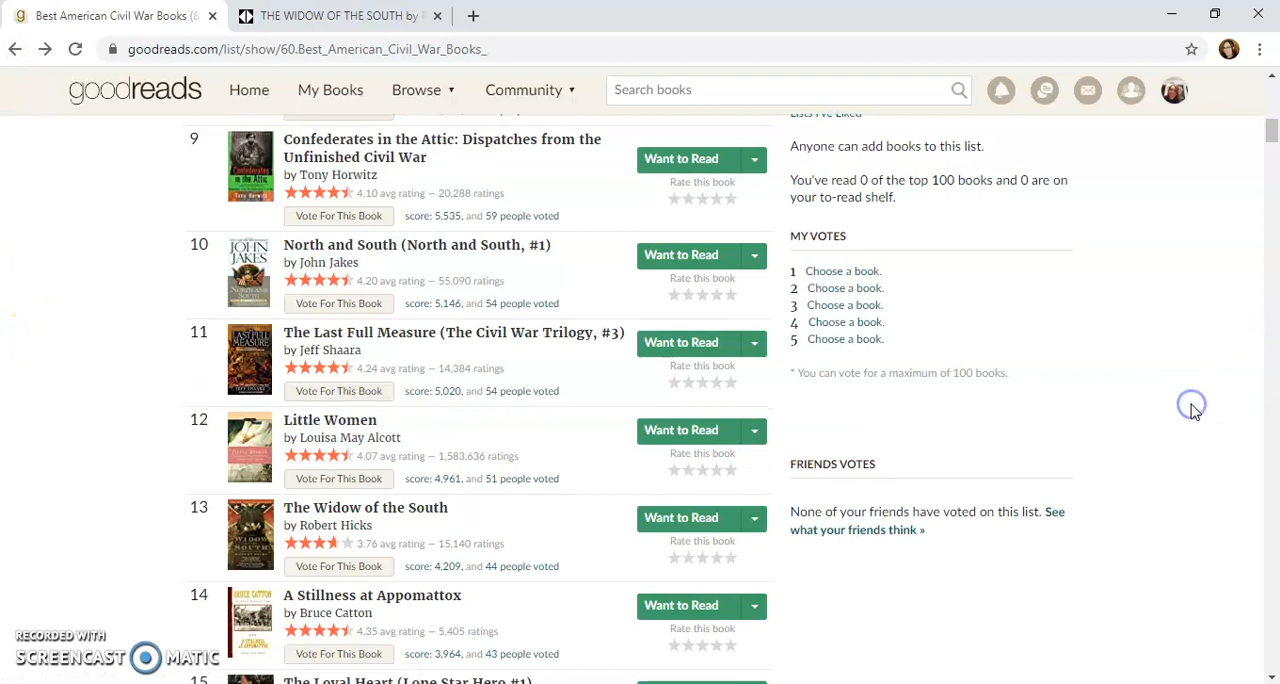 Best American Civil War Books (8
THE WIDOW OF THE SOUTH by R
goodreads.com/list/show/60.Best_American_Civil_War_Books_
goodreads
Home
My Books
Browse
Community
Search books
Lists I've Liked
9
Confederates in the Attic: Dispatches from the
Unfinished Civil War
by Tony Horwitz
4.10 avg rating — 20,288 ratings
Vote For This Book
score: 5,535, and 59 people voted
Want to Read
Rate this book
10
North and South (North and South, #1)
by John Jakes
4.20 avg rating — 55,090 ratings
Vote For This Book
score: 5,146, and 54 people voted
Want to Read
Rate this book
JOHN
JAKES
11
The Last Full Measure (The Civil War Trilogy, #3)
by Jeff Shaara
4.24 avg rating — 14,384 ratings
Vote For This Book
score: 5,020, and 54 people voted
Want to Read
Rate this book
12
Little Women
by Louisa May Alcott
4.07 avg rating — 1,583,636 ratings
Vote For This Book
score: 4,961, and 51 people voted
Want to Read
Rate this book
13
The Widow of the South
by Robert Hicks
3.76 avg rating — 15,140 ratings
Vote For This Book
score: 4,209, and 44 people voted
Want to Read
Rate this book
14
A Stillness at Appomattox
by Bruce Catton
4.35 avg rating — 5,405 ratings
Vote For This Book
score: 3,964, and 43 people voted
Want to Read
Rate this book
BRUCE CATTON
15
The Loyal Heart (Lone Star Hero #1)
Anyone can add books to this list.
You've read 0 of the top 100 books and 0 are on
your to-read shelf.
MY VOTES
1 Choose a book.
2 Choose a book.
3 Choose a book.
4 Choose a book.
5 Choose a book.
* You can vote for a maximum of 100 books.
FRIENDS VOTES
None of your friends have voted on this list. See
what your friends think »
RECORDED WITH
SCREENCAST MATIC